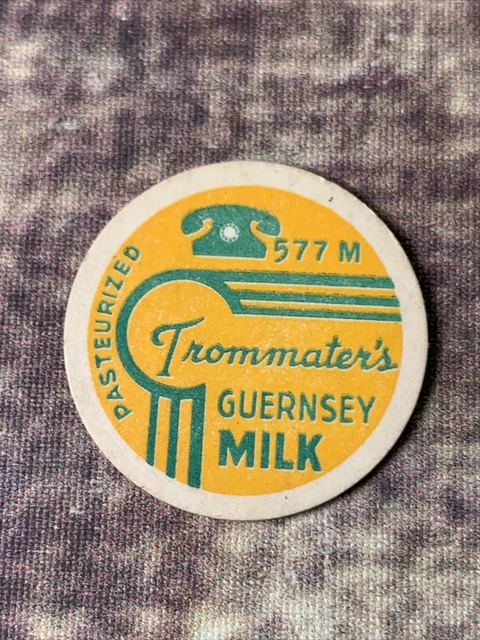 577 M
PASTEURIZED
Trommater's
GUERNSEY
MILK